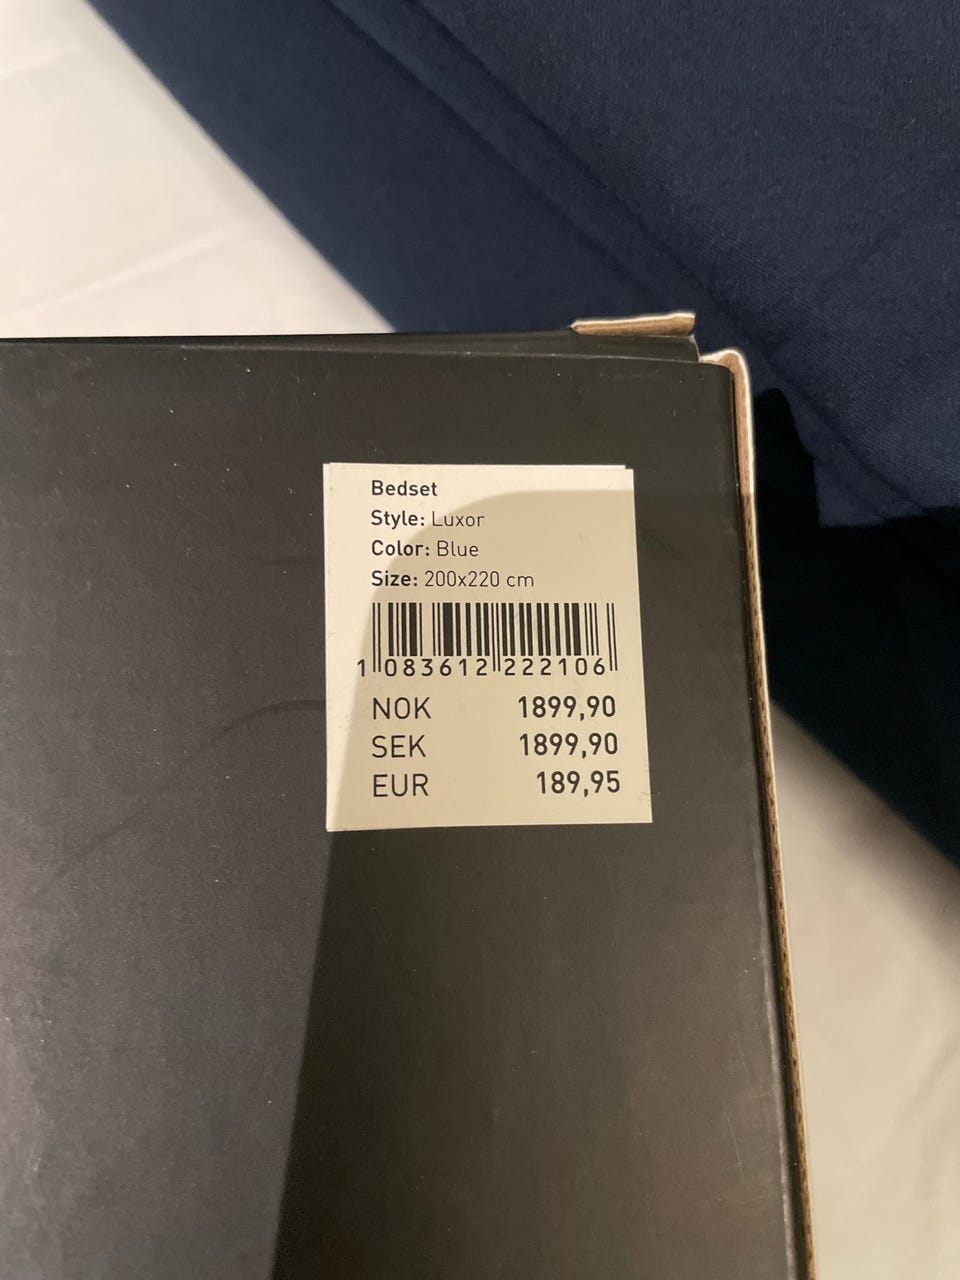 Bedset
Style: Luxor
Color: Blue
Size: 200x220 cm
1 083612 222106
NOK 1899,90
SEK 1899,90
EUR 189,95